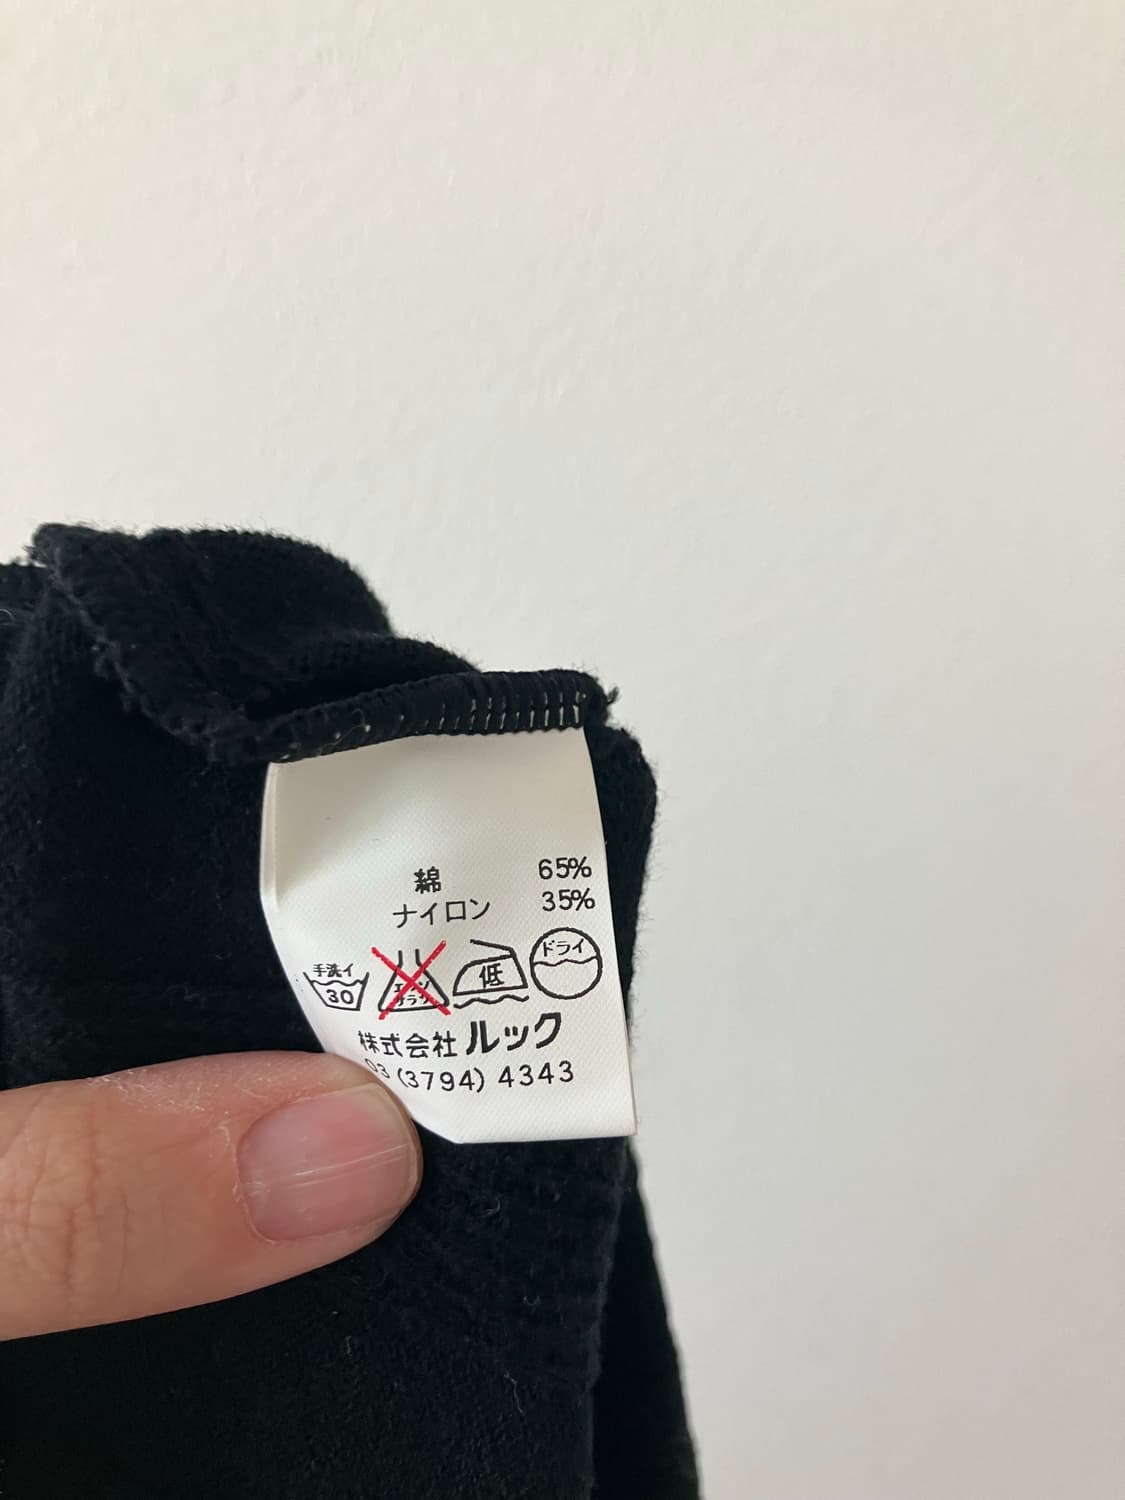 綿 65%
ナイロン 35%
手洗イ 30 エンソ サラシ 低 ドライ
株式会社ルック
03 (3794) 4343